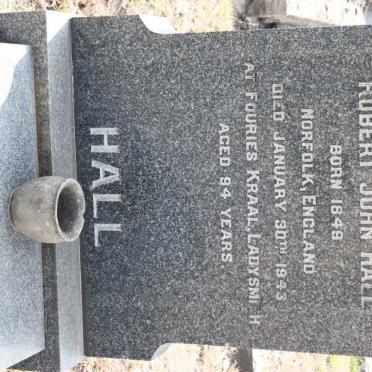 ROBERT JOHN HALL
BORN 1848
NORFOLK, ENGLAND
DIED JANUARY 30TH 1943
AT FOURIES KRAAL, LADYSMITH
AGED 94 YEARS.
HALL